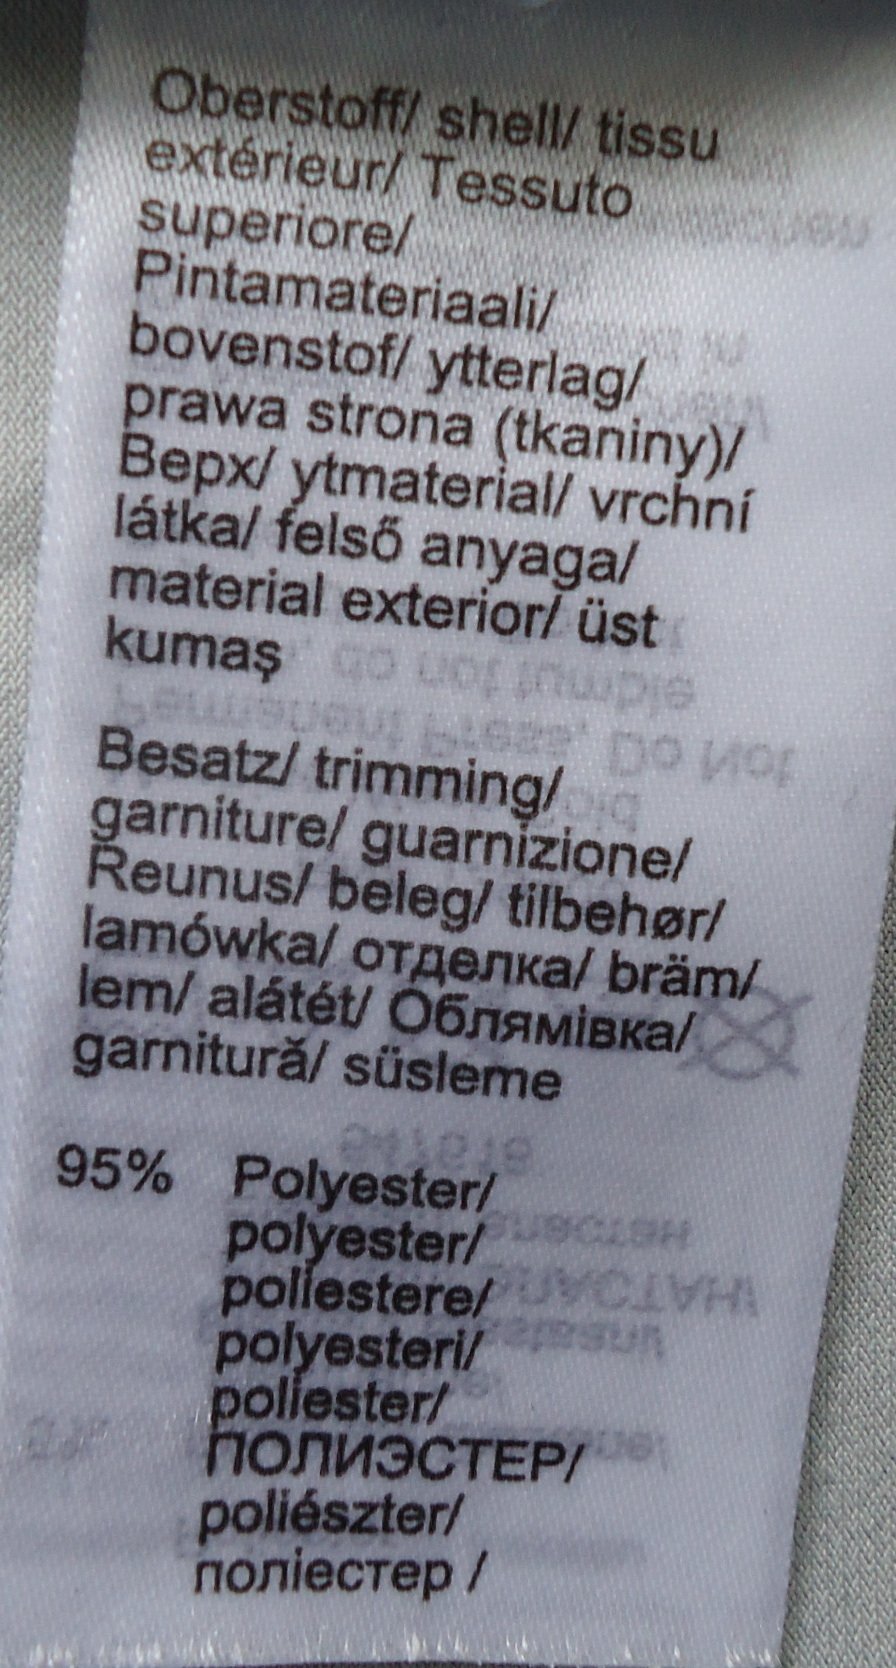 Oberstoff/ shell/ tissu
extérieur/ Tessuto
superiore/
Pintamateriaali/
bovenstof/ ytterlag/
prawa strona (tkaniny)/
Верх/ ytmaterial/ vrchní
látka/ felső anyaga/
material exterior/ üst
kumaş
Besatz/ trimming/
garniture/ guarnizione/
Reunus/ beleg/ tilbehør/
lamówka/ отделка/ bräm/
lem/ alátét/ Облямівка/
garnitură/ süsleme
95% Polyester/
polyester/
poliestere/
polyesteri/
poliester/
ПОЛИЭСТЕР/
poliészter/
поліестер /